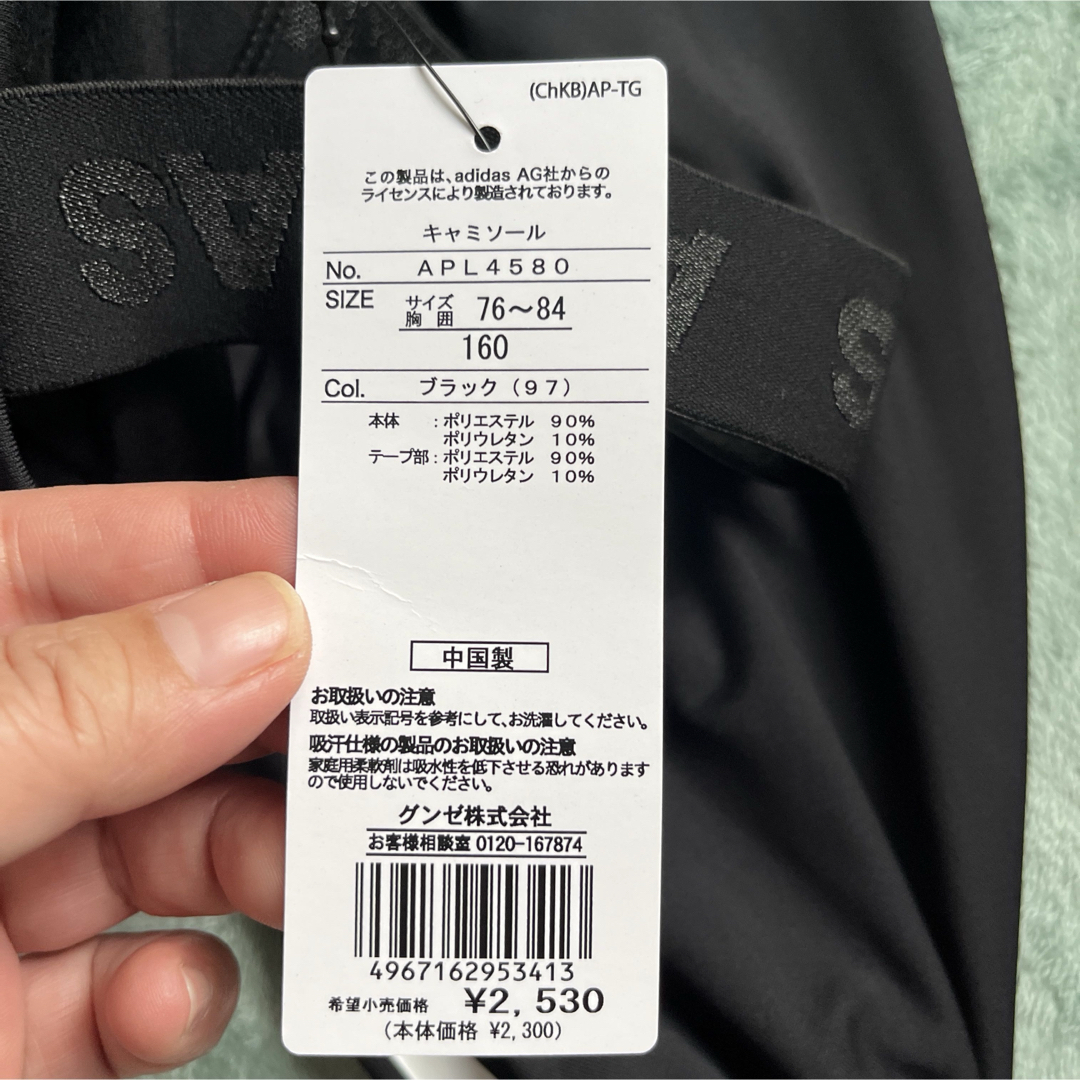 (ChKB)AP-TG
この製品は、adidas AG社からの
ライセンスにより製造されております。
キャミソール
No. APL4580
SIZE サイズ 胸囲 76〜84
160
Col. ブラック(97)
本体 :ポリエステル 90%
ポリウレタン 10%
テープ部:ポリエステル 90%
ポリウレタン 10%
中国製
お取扱いの注意
取扱い表示記号を参考にして、お洗濯してください。
吸汗仕様の製品のお取扱いの注意
家庭用柔軟剤は吸水性を低下させる恐れがあります
ので使用しないでください。
グンゼ株式会社
お客様相談室 0120-167874
4967162953413
希望小売価格 ¥2,530
(本体価格 ¥2,300)